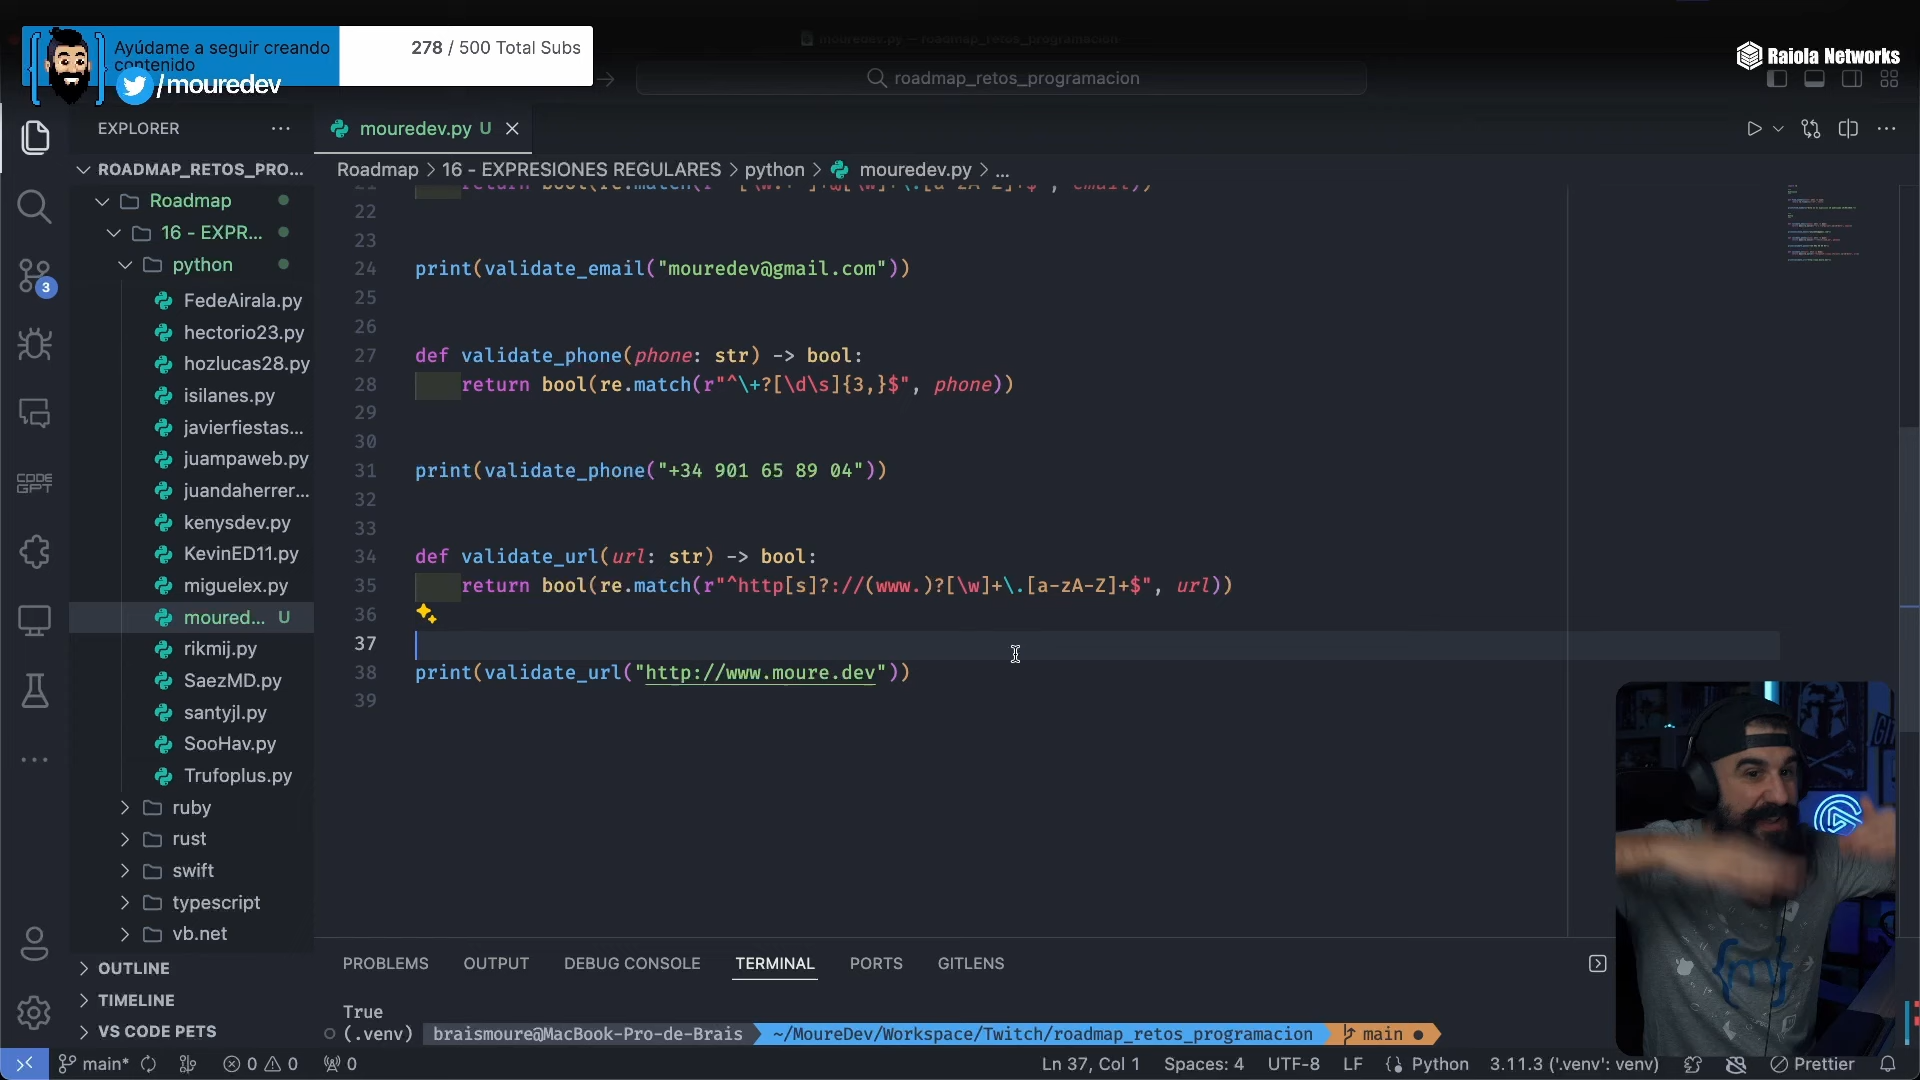 Ayúdame a seguir creando
contenido
278 / 500 Total Subs
/mouredev
roadmap_retos_programacion
Raiola Networks
EXPLORER
mouredev.py U
ROADMAP_RETOS_PRO...
Roadmap > 16 - EXPRESIONES REGULARES > python > mouredev.py > ...
Roadmap
16 - EXPR...
python
FedeAirala.py
hectorio23.py
hozlucas28.py
isilanes.py
javierfiestas...
juampaweb.py
juandaherrer...
kenysdev.py
KevinED11.py
miguelex.py
moured... U
rikmij.py
SaezMD.py
santyjl.py
SooHav.py
Trufoplus.py
ruby
rust
swift
typescript
vb.net
OUTLINE
TIMELINE
VS CODE PETS
3
CODE
GPT
22
23
24 print(validate_email("mouredev@gmail.com"))
25
26
27 def validate_phone(phone: str) -> bool:
28 return bool(re.match(r"^\+?[\d\s]{3,}$", phone))
29
30
31 print(validate_phone("+34 901 65 89 04"))
32
33
34 def validate_url(url: str) -> bool:
35 return bool(re.match(r"^http[s]?://(www.)?[\w]+\.[a-zA-Z]+$", url))
36
37
38 print(validate_url("http://www.moure.dev"))
39
PROBLEMS OUTPUT DEBUG CONSOLE TERMINAL PORTS GITLENS
True
(.venv) braismoure@MacBook-Pro-de-Brais ~/MoureDev/Workspace/Twitch/roadmap_retos_programacion main
main* 0 0 0 Ln 37, Col 1 Spaces: 4 UTF-8 LF Python 3.11.3 ('.venv': venv) Prettier